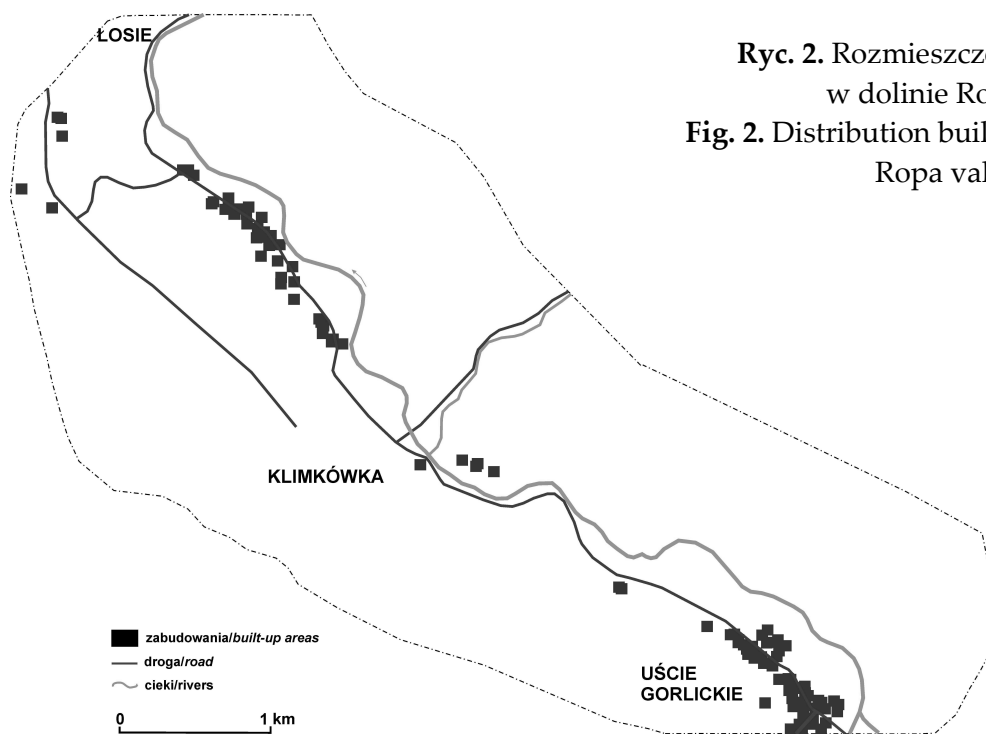 ŁOSIE
Ryc. 2. Rozmieszcz
w dolinie Ro
Fig. 2. Distribution buil
Ropa val
KLIMKÓWKA
zabudowania/built-up areas
droga/road
cieki/rivers
UŚCIE
GORLICKIE
0 1 km